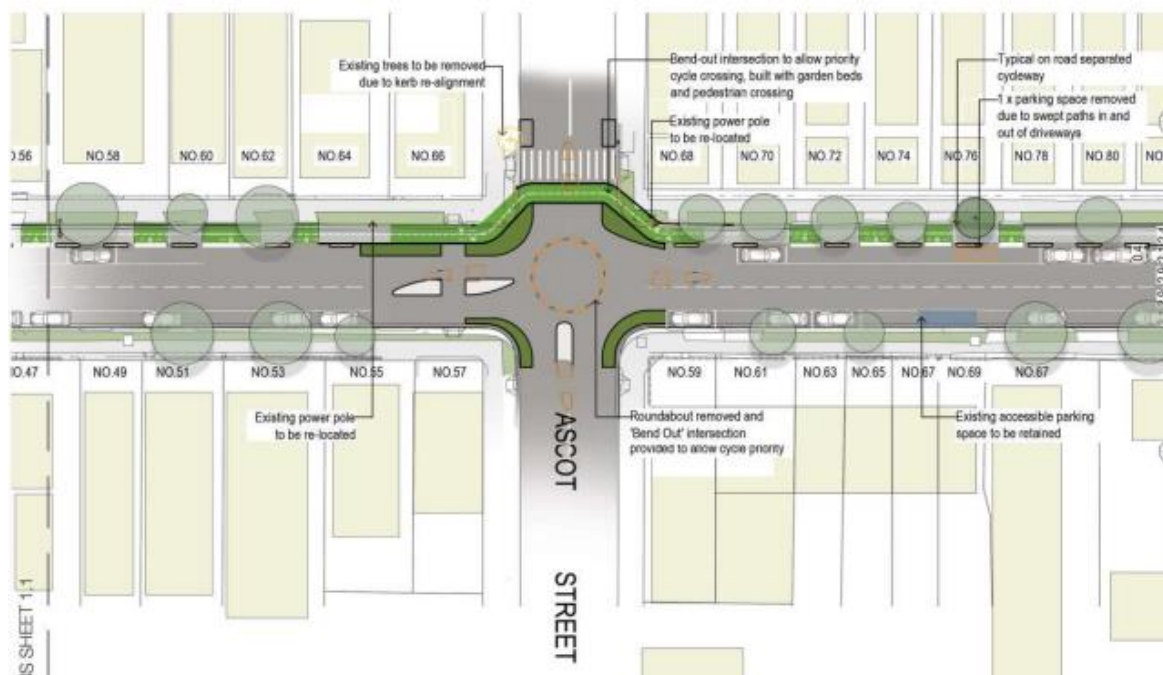 Existing trees to be removed
due to kerb re-alignment
Bend-out intersection to allow priority
cycle crossing, built with garden beds
and pedestrian crossing
Existing power pole
to be re-located
Typical on road separated
cycleway
1 x parking space removed
due to swept paths in and
out of driveways
NO.58
NO.60
NO.62
NO.64
NO.66
NO.68
NO.70
NO.72
NO.74
NO.76
NO.78
NO.80
NO.49
NO.51
NO.53
NO.55
NO.57
NO.59
NO.61
NO.63
NO.65
NO.67
NO.69
NO.67
Existing power pole
to be re-located
Roundabout removed and
'Bend Out' intersection
provided to allow cycle priority
Existing accessible parking
space to be retained
ASCOT
STREET
SHEET 1.1